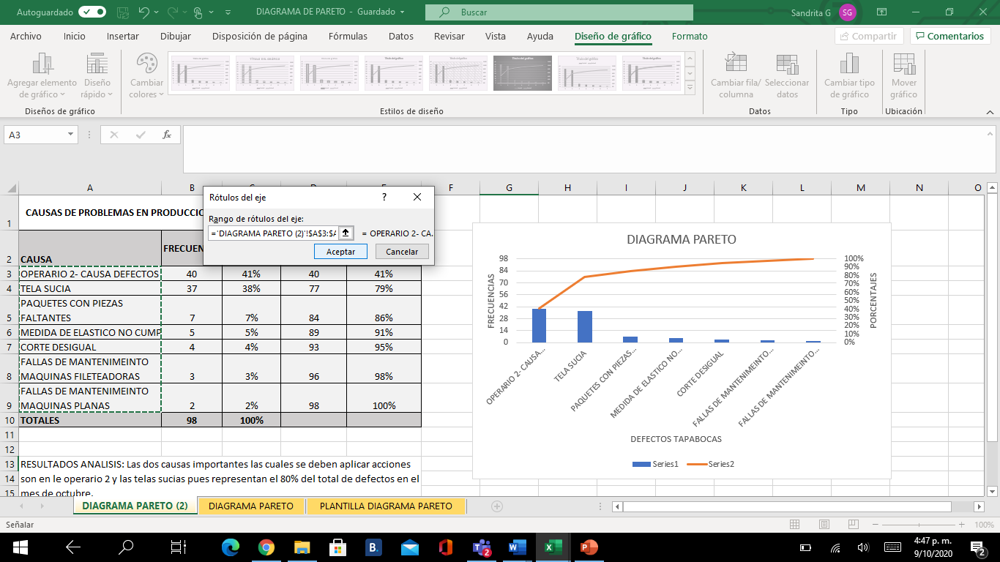 Autoguardado
DIAGRAMA DE PARETO - Guardado
Buscar
Sandrita G
SG
Archivo Inicio Insertar Dibujar Disposición de página Fórmulas Datos Revisar Vista Ayuda Diseño de gráfico Formato
Compartir
Comentarios
Agregar elemento de gráfico
Diseño rápido
Cambiar colores
Cambiar fila/ columna
Seleccionar datos
Cambiar tipo de gráfico
Mover gráfico
Diseños de gráfico Estilos de diseño Datos Tipo Ubicación
A3
fx
A B C D E F G H I J K L M N O
1 CAUSAS DE PROBLEMAS EN PRODUCCIO
Rótulos del eje
?
Rango de rótulos del eje:
='DIAGRAMA PARETO (2)'!$A$3:$A
= OPERARIO 2- CA...
Aceptar Cancelar
2 CAUSA FRECUEN
3 OPERARIO 2- CAUSA DEFECTOS 40 41% 40 41%
4 TELA SUCIA 37 38% 77 79%
PAQUETES CON PIEZAS
5 FALTANTES 7 7% 84 86%
6 MEDIDA DE ELASTICO NO CUMP 5 5% 89 91%
7 CORTE DESIGUAL 4 4% 93 95%
FALLAS DE MANTENIMEINTO
8 MAQUINAS FILETEADORAS 3 3% 96 98%
FALLAS DE MANTENIMEINTO
9 MAQUINAS PLANAS 2 2% 98 100%
10 TOTALES 98 100%
11
12
13 RESULTADOS ANALISIS: Las dos causas importantes las cuales se deben aplicar acciones
14 son en le operario 2 y las telas sucias pues representan el 80% del total de defectos en el
15 mes de octubre.
DIAGRAMA PARETO
FRECUENCIAS
98
84
70
56
42
28
14
0
100%
90%
80%
70%
60%
50%
40%
30%
20%
10%
0%
PORCENTAJES
OPERARIO 2- CAUSA...
TELA SUCIA
PAQUETES CON PIEZAS...
MEDIDA DE ELASTICO NO...
CORTE DESIGUAL
FALLAS DE MANTENIMEINTO...
FALLAS DE MANTENIMEINTO...
DEFECTOS TAPABOCAS
Series1 Series2
DIAGRAMA PARETO (2) DIAGRAMA PARETO PLANTILLA DIAGRAMA PARETO
Señalar
100%
4:47 p. m.
9/10/2020
2
2